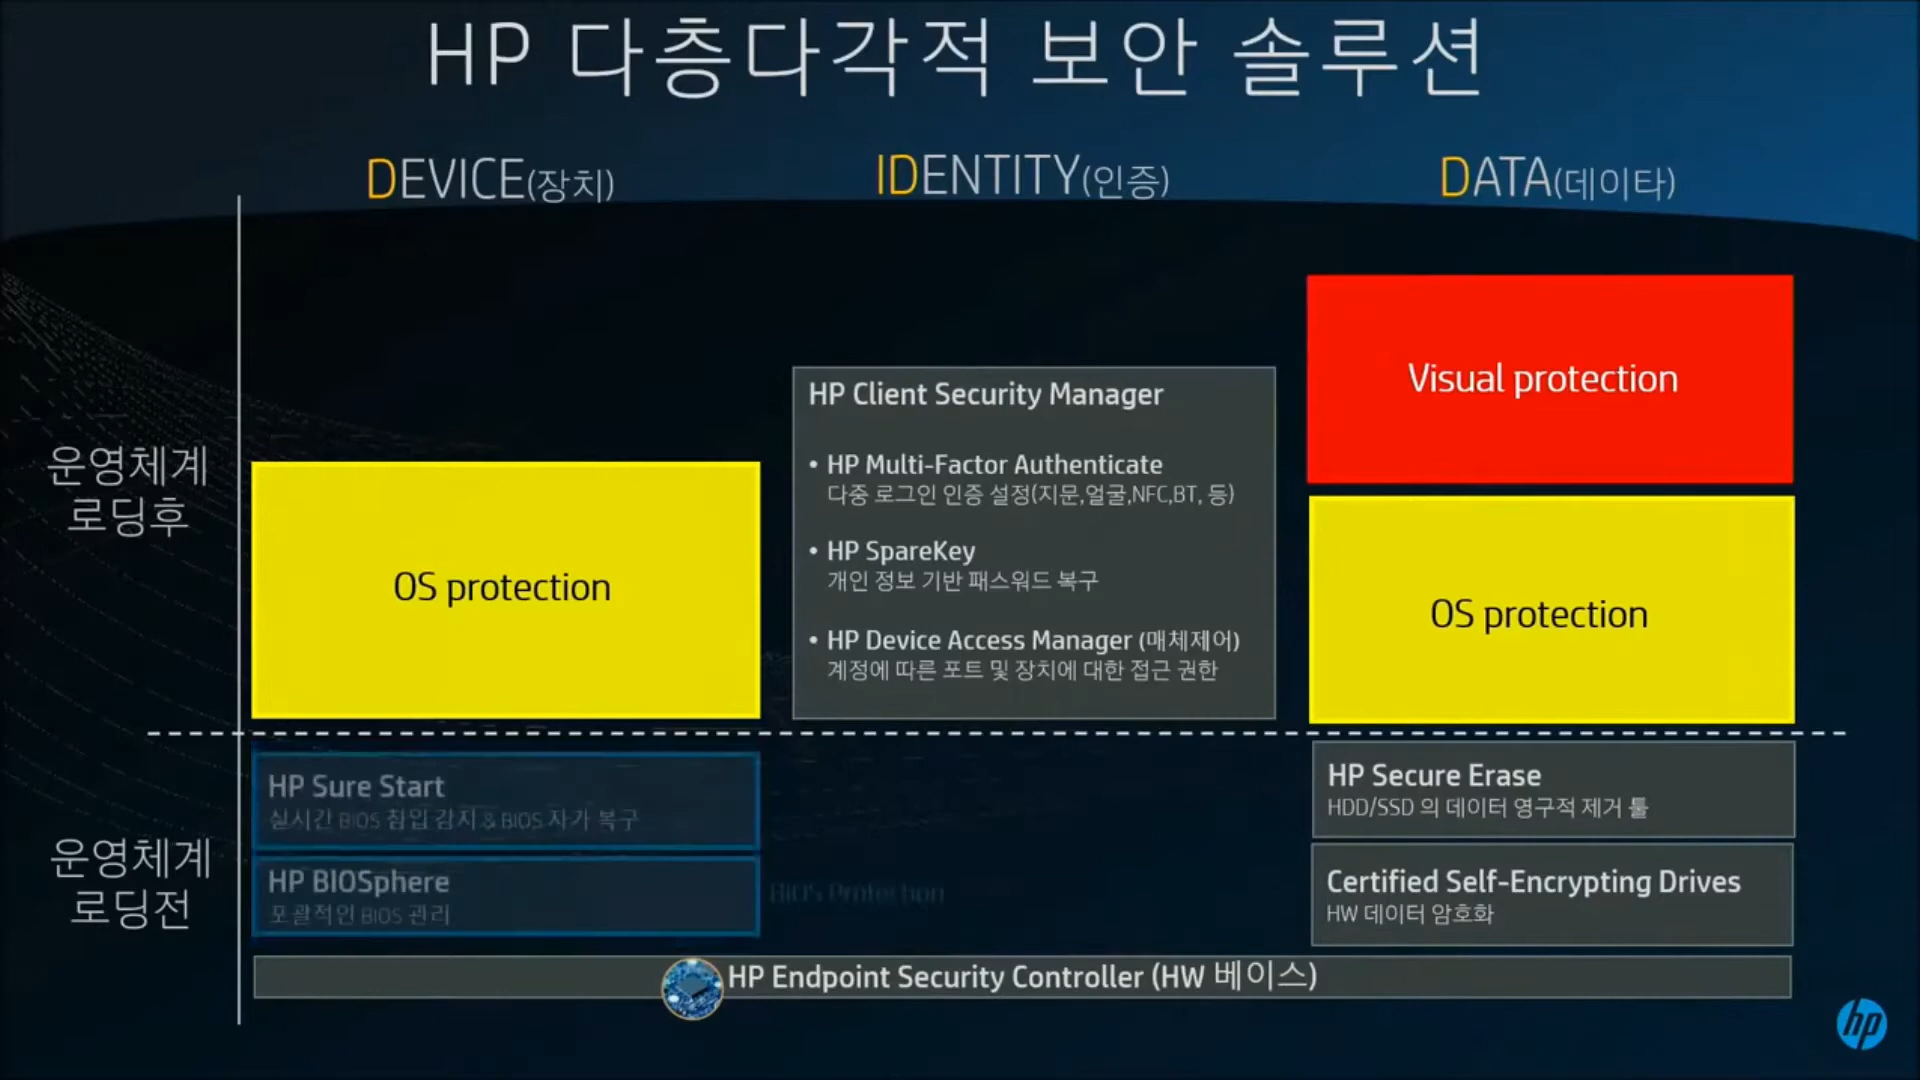 HP 다층다각적 보안 솔루션
DEVICE(장치)
IDENTITY(인증)
DATA(데이타)
운영체계
로딩후
OS protection
HP Client Security Manager
• HP Multi-Factor Authenticate
다중 로그인 인증 설정(지문,얼굴,NFC,BT, 등)
• HP SpareKey
개인 정보 기반 패스워드 복구
• HP Device Access Manager (매체제어)
계정에 따른 포트 및 장치에 대한 접근 권한
Visual protection
OS protection
운영체계
로딩전
HP Sure Start
실시간 BIOS 침입 감지 & BIOS 자가 복구
HP BIOSphere
포괄적인 BIOS 관리
BIOS Protection
HP Secure Erase
HDD/SSD 의 데이터 영구적 제거 툴
Certified Self-Encrypting Drives
HW 데이터 암호화
HP Endpoint Security Controller (HW 베이스)
hp